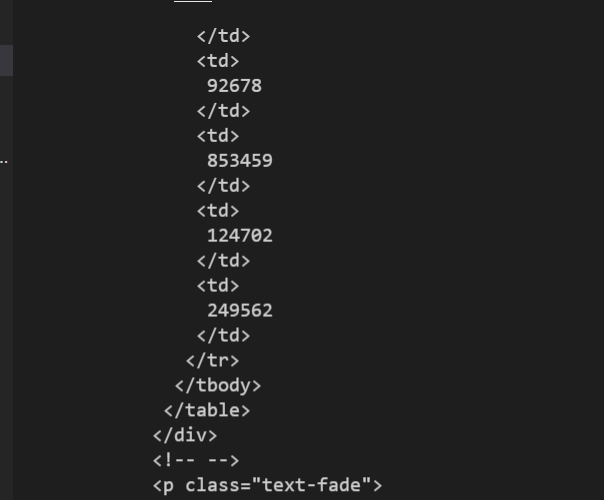 </td>
<td>
92678
</td>
<td>
853459
</td>
<td>
124702
</td>
<td>
249562
</td>
</tr>
</tbody>
</table>
</div>
<!-- -->
<p class="text-fade">